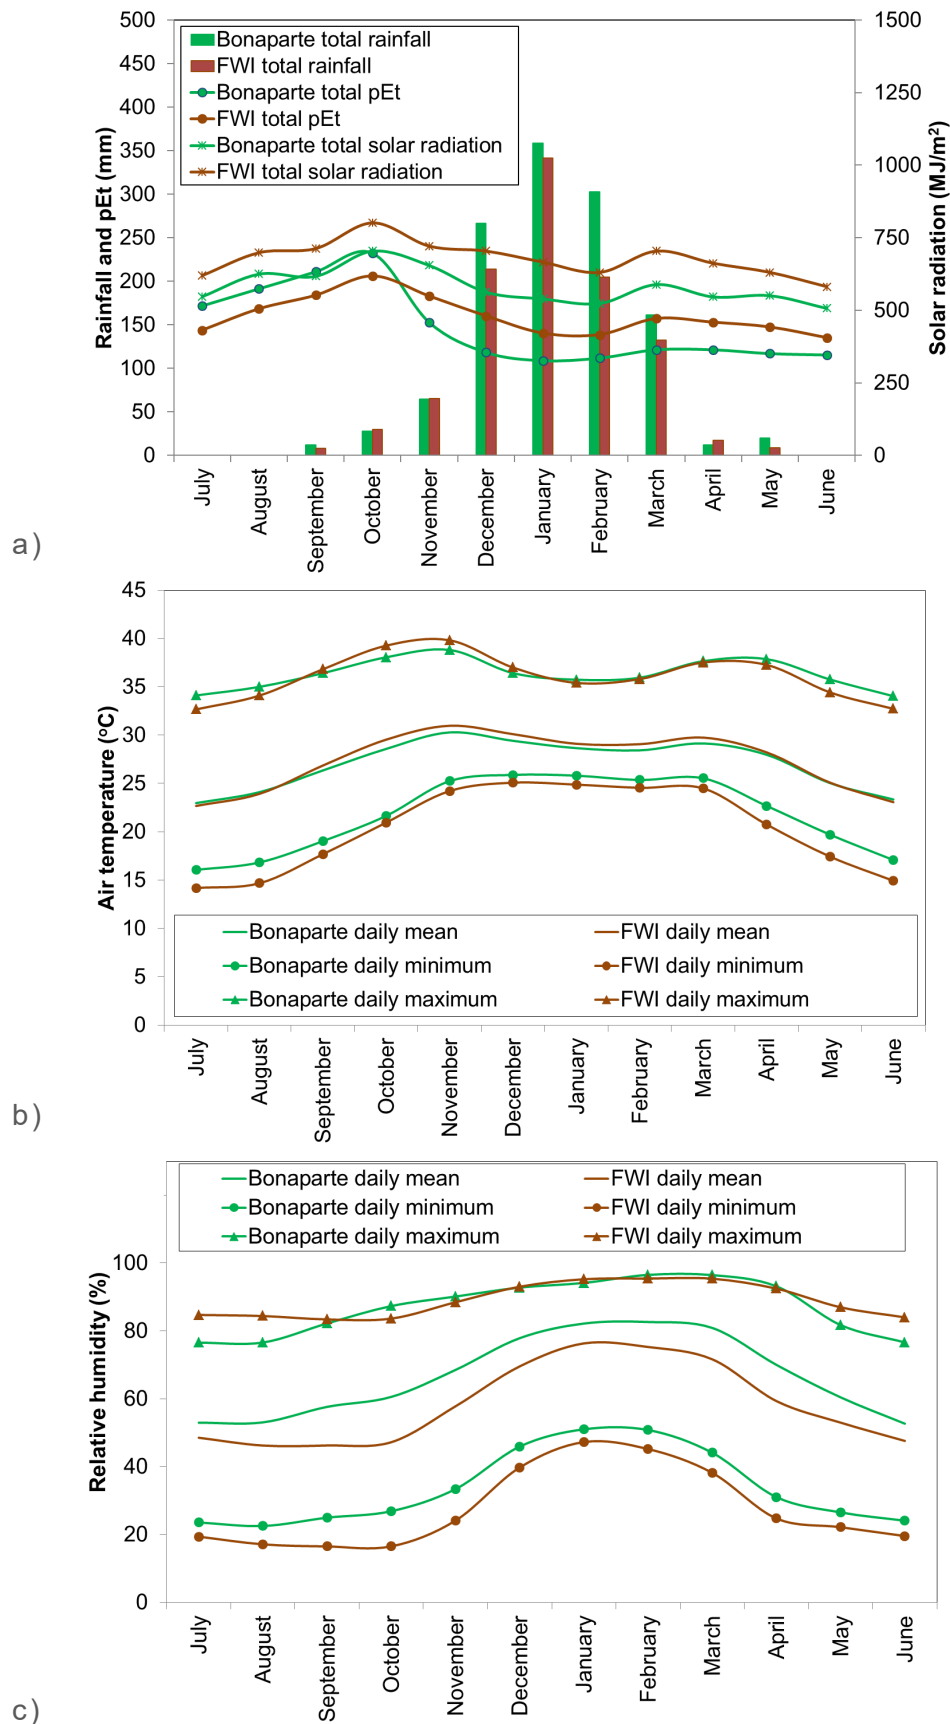 500
450
400
350
300
250
200
150
100
50
0
Rainfall and pEt (mm)
Bonaparte total rainfall
FWI total rainfall
Bonaparte total pEt
FWI total pEt
Bonaparte total solar radiation
FWI total solar radiation
1500
1250
1000
750
500
250
0
Solar radiation (MJ/m²)
July
August
September
October
November
December
January
February
March
April
May
June
a)
45
40
35
30
25
20
15
10
5
0
Air temperature (°C)
Bonaparte daily mean
FWI daily mean
Bonaparte daily minimum
FWI daily minimum
Bonaparte daily maximum
FWI daily maximum
July
August
September
October
November
December
January
February
March
April
May
June
b)
Bonaparte daily mean
FWI daily mean
Bonaparte daily minimum
FWI daily minimum
Bonaparte daily maximum
FWI daily maximum
100
80
60
40
20
0
Relative humidity (%)
July
August
September
October
November
December
January
February
March
April
May
June
c)